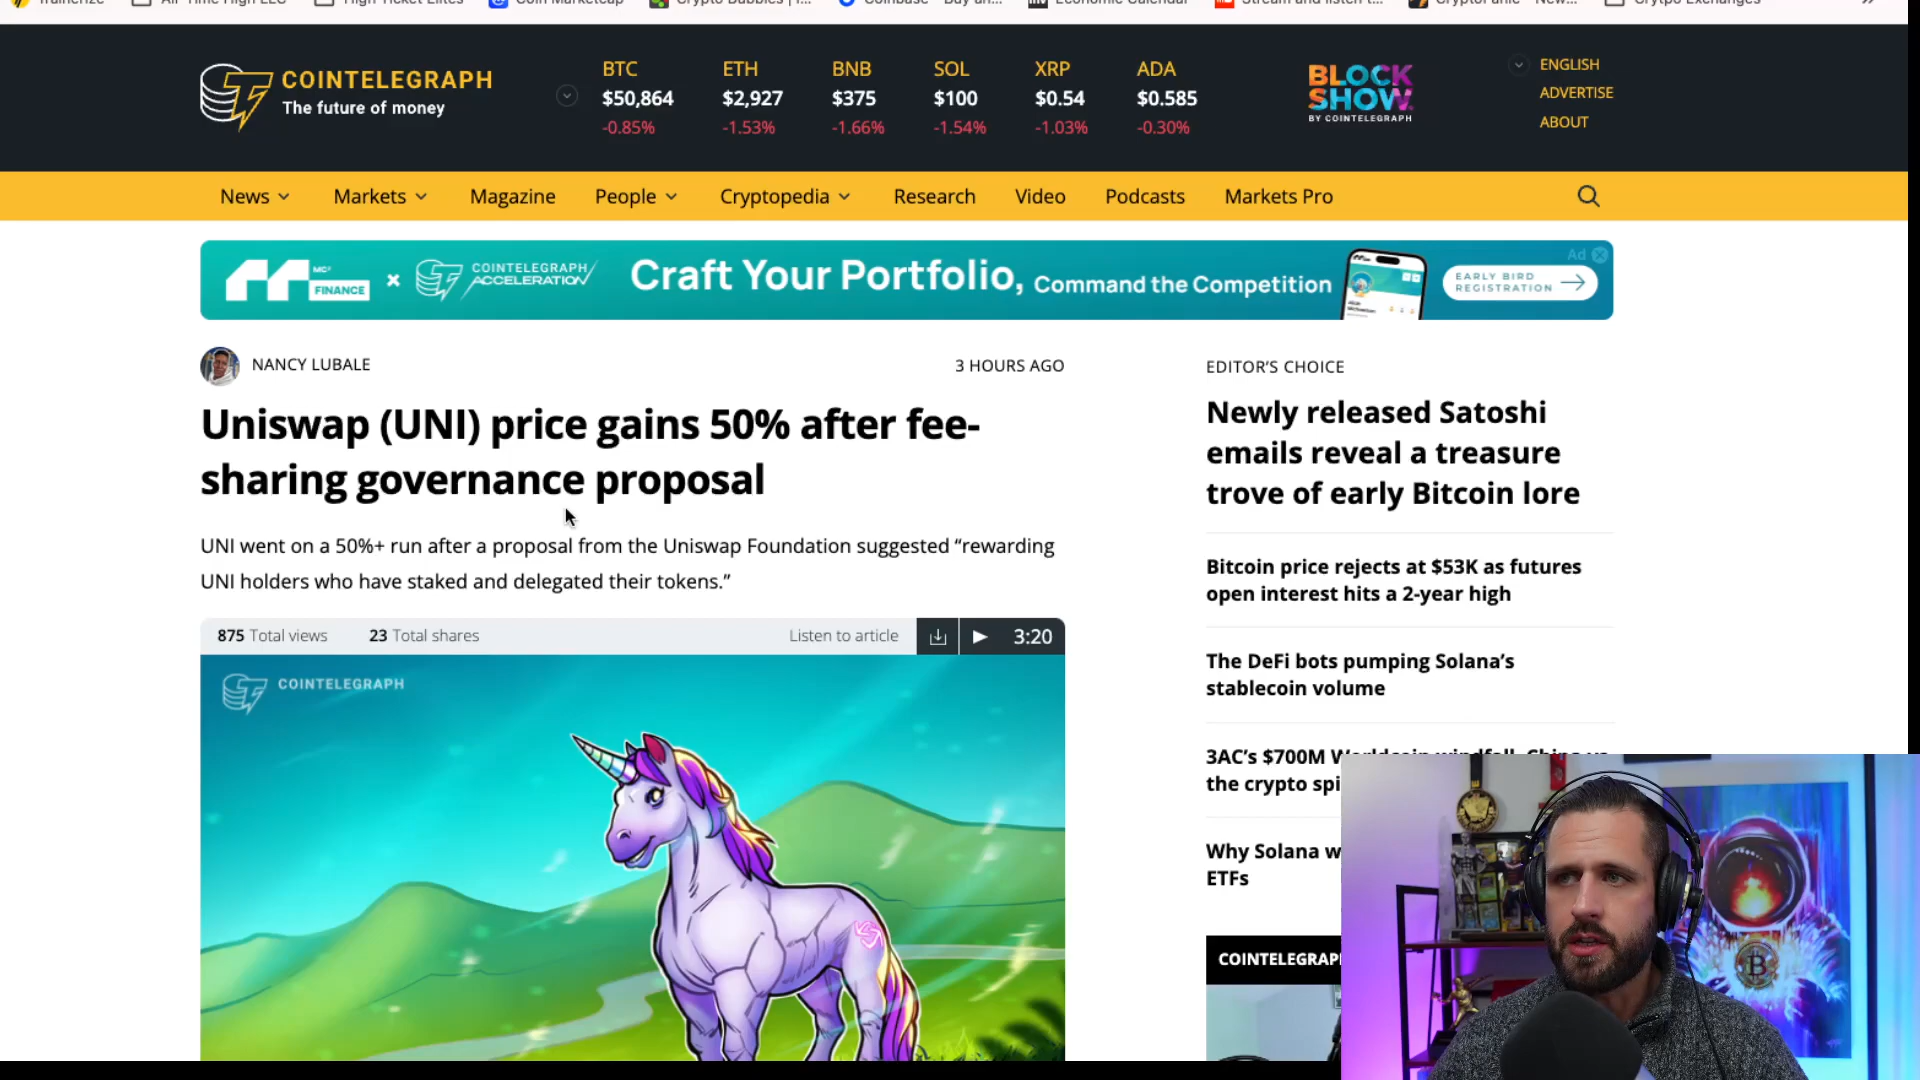 COINTELEGRAPH
The future of money
BTC
$50,864
-0.85%
ETH
$2,927
-1.53%
BNB
$375
-1.66%
SOL
$100
-1.54%
XRP
$0.54
-1.03%
ADA
$0.585
-0.30%
BLOCK
SHOW
BY COINTELEGRAPH
ENGLISH
ADVERTISE
ABOUT
News
Markets
Magazine
People
Cryptopedia
Research
Video
Podcasts
Markets Pro
MC²
FINANCE
COINTELEGRAPH
ACCELERATION
Craft Your Portfolio, Command the Competition
EARLY BIRD
REGISTRATION
Ad
NANCY LUBALE
3 HOURS AGO
Uniswap (UNI) price gains 50% after fee-
sharing governance proposal
UNI went on a 50%+ run after a proposal from the Uniswap Foundation suggested “rewarding
UNI holders who have staked and delegated their tokens.”
875 Total views
23 Total shares
Listen to article
3:20
COINTELEGRAPH
EDITOR’S CHOICE
Newly released Satoshi
emails reveal a treasure
trove of early Bitcoin lore
Bitcoin price rejects at $53K as futures
open interest hits a 2-year high
The DeFi bots pumping Solana’s
stablecoin volume
3AC’s $700M
the crypto
Why Solana
ETFs